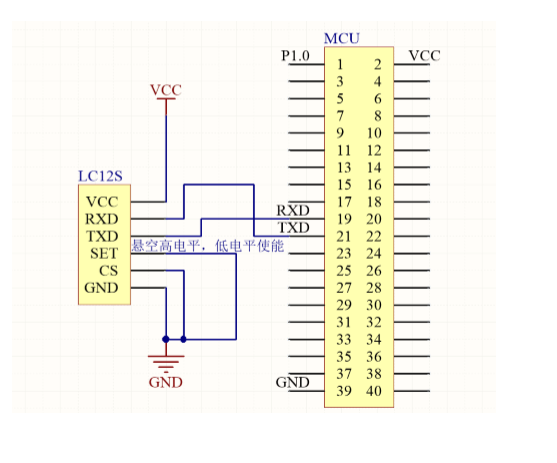 MCU
P1.0
VCC
1 2
3 4
5 6
7 8
9 10
11 12
13 14
15 16
17 18
RXD
19 20
TXD
21 22
23 24
25 26
27 28
29 30
31 32
33 34
35 36
37 38
GND
39 40
VCC
LC12S
VCC
RXD
TXD
SET
CS
GND
悬空高电平，低电平使能
GND